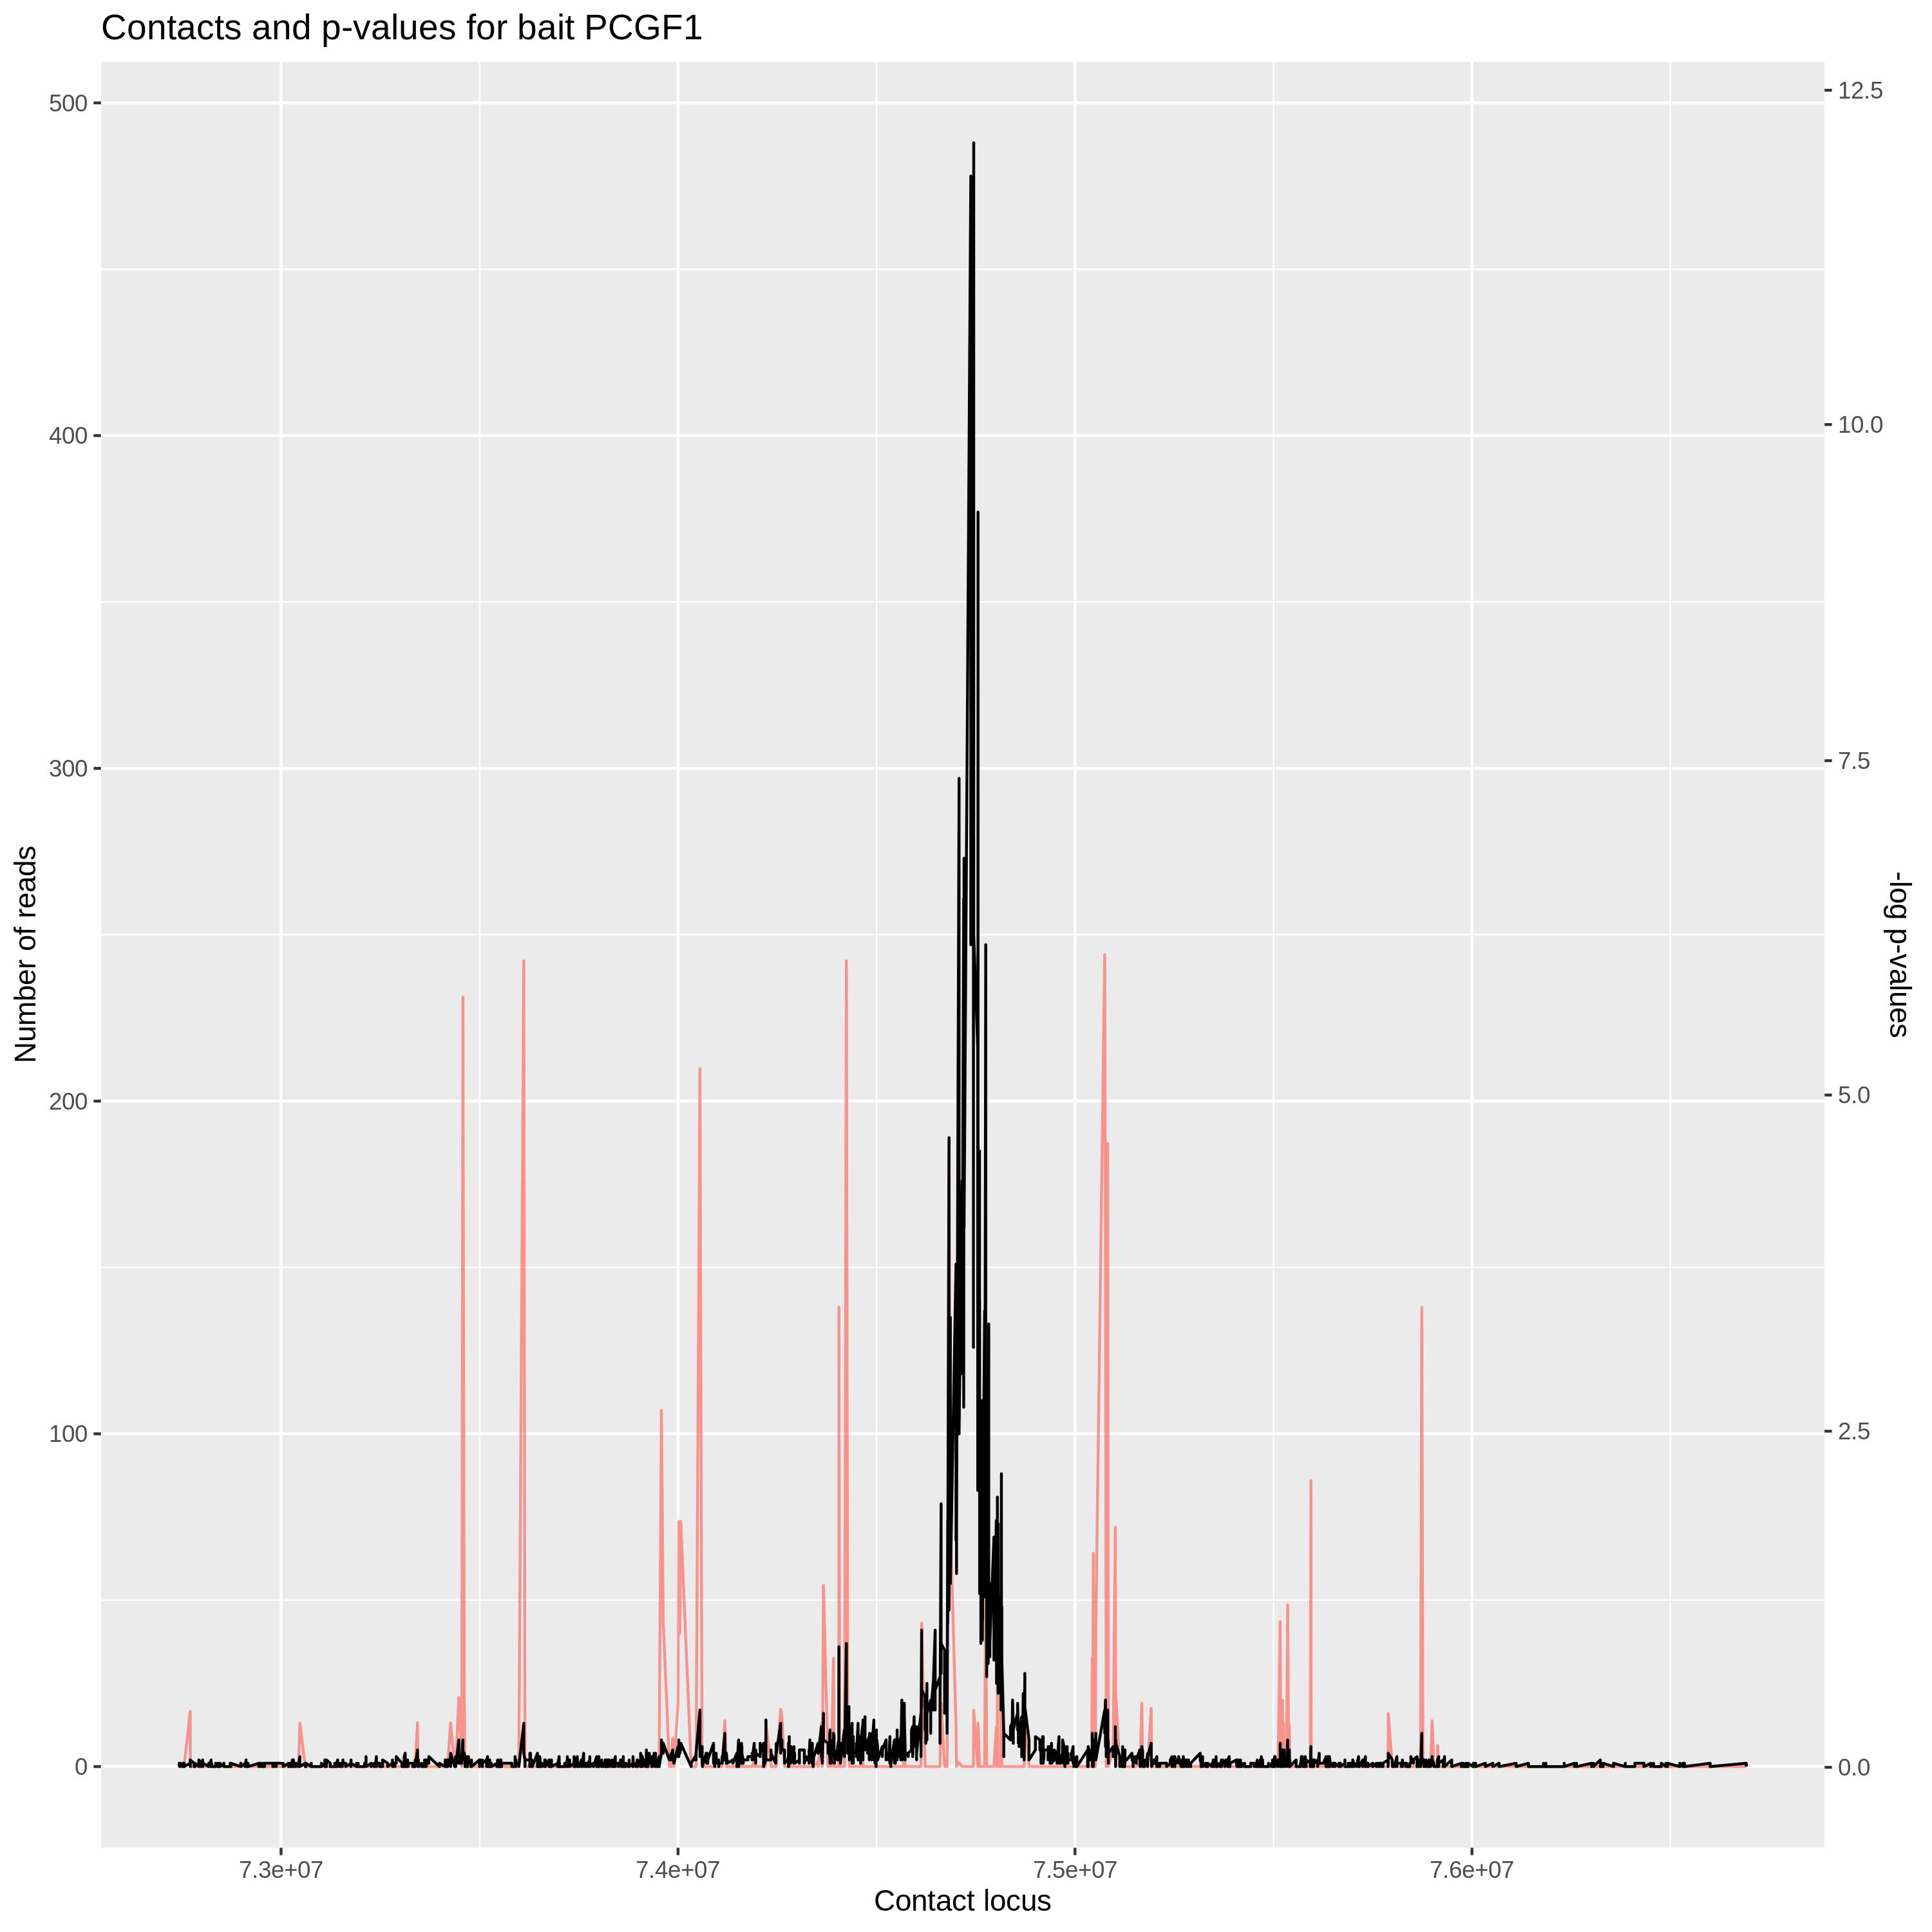 Contacts and p-values for bait PCGF1
500
400
300
200
100
0
Number of reads
12.5
10.0
7.5
5.0
2.5
0.0
-log p-values
7.3e+07 7.4e+07 7.5e+07 7.6e+07
Contact locus